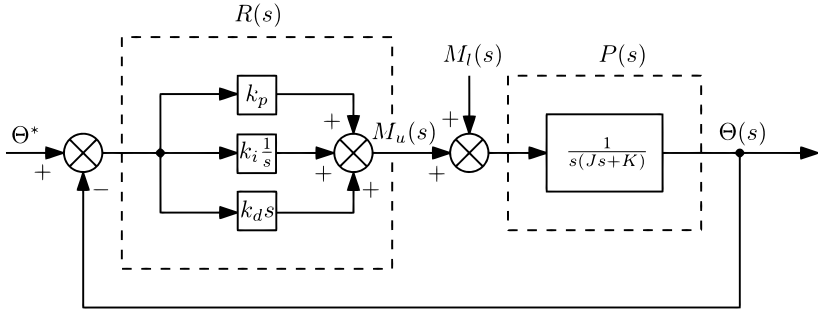 R(s)
M_l(s)
P(s)
k_p
Θ*
+
M_u(s)
+
Θ(s)
k_i 1/s
1/(s(Js+K))
+
−
+
+
+
k_d s